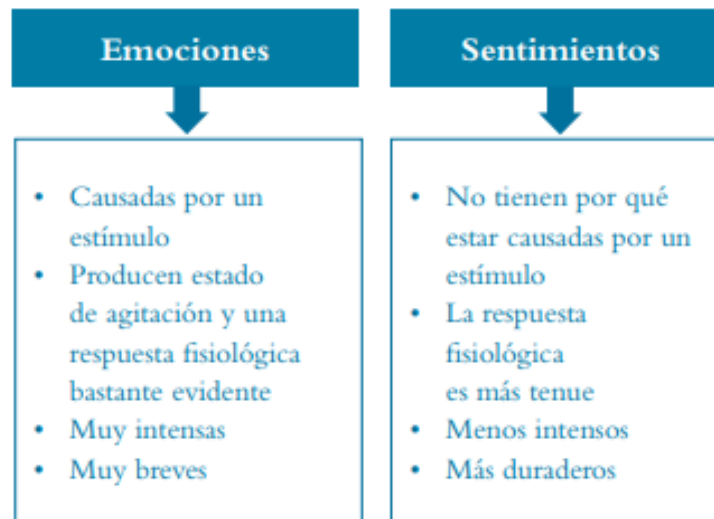 Emociones
• Causadas por un
estímulo
• Producen estado
de agitación y una
respuesta fisiológica
bastante evidente
• Muy intensas
• Muy breves
Sentimientos
• No tienen por qué
estar causadas por un
estímulo
• La respuesta
fisiológica
es más tenue
• Menos intensos
• Más duraderos